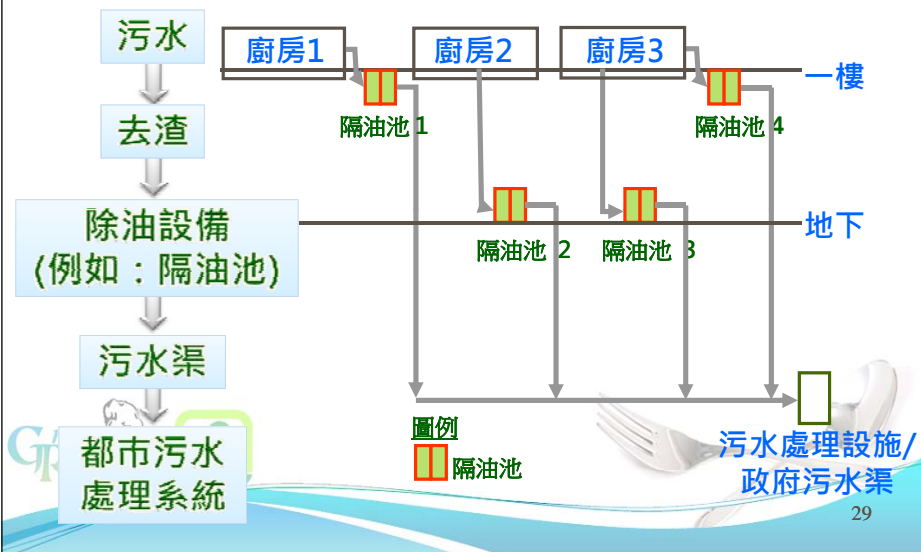 污水
去渣
除油設備
(例如：隔油池)
污水渠
都市污水
處理系統
廚房1
廚房2
廚房3
一樓
隔油池 1
隔油池 4
地下
隔油池 2
隔油池 3
圖例
隔油池
污水處理設施/
政府污水渠
29